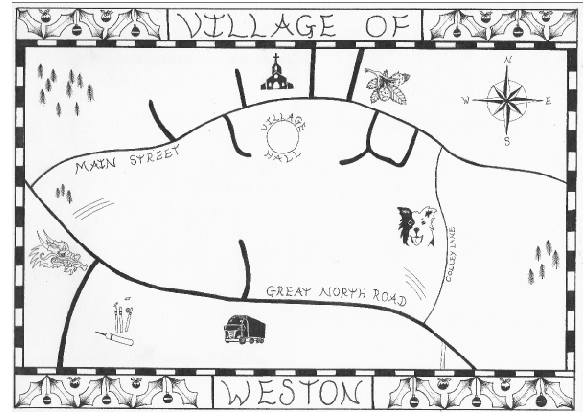 VILLAGE OF
N
W E
S
VILLAGE
HALL
MAIN STREET
COLLEY LANE
GREAT NORTH ROAD
WESTON